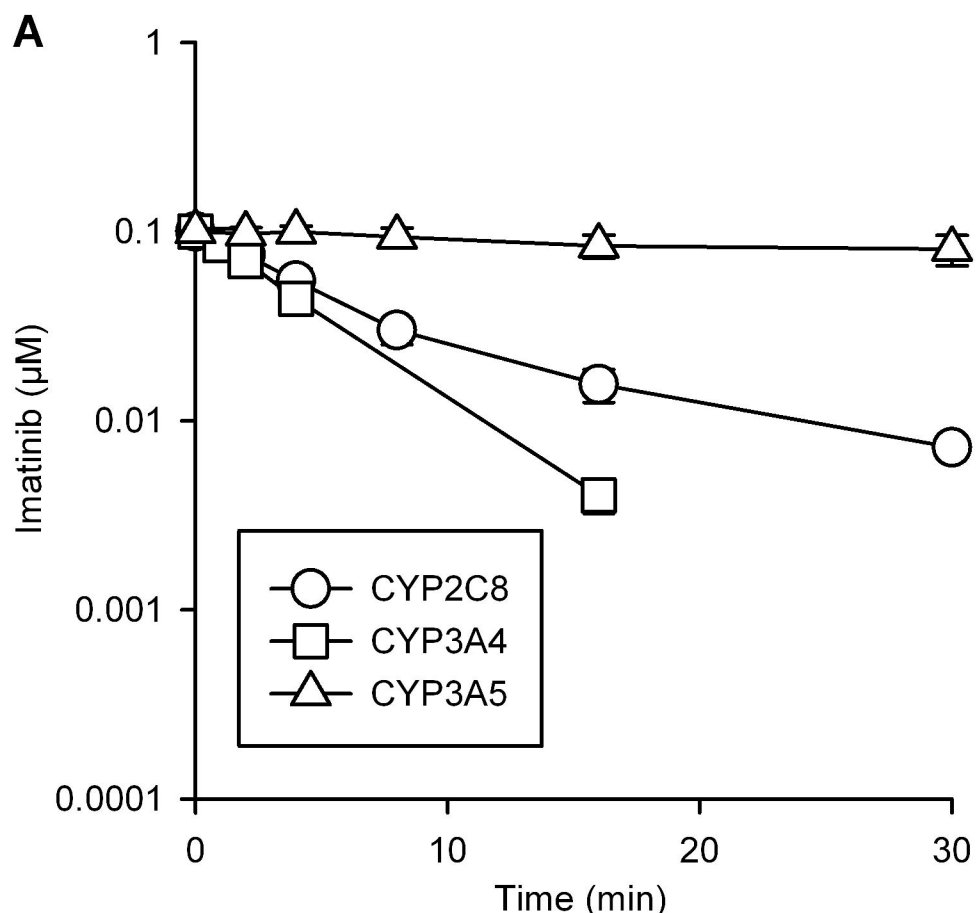 A
1
0.1
0.01
0.001
0.0001
Imatinib (μM)
CYP2C8
CYP3A4
CYP3A5
0
10
20
30
Time (min)